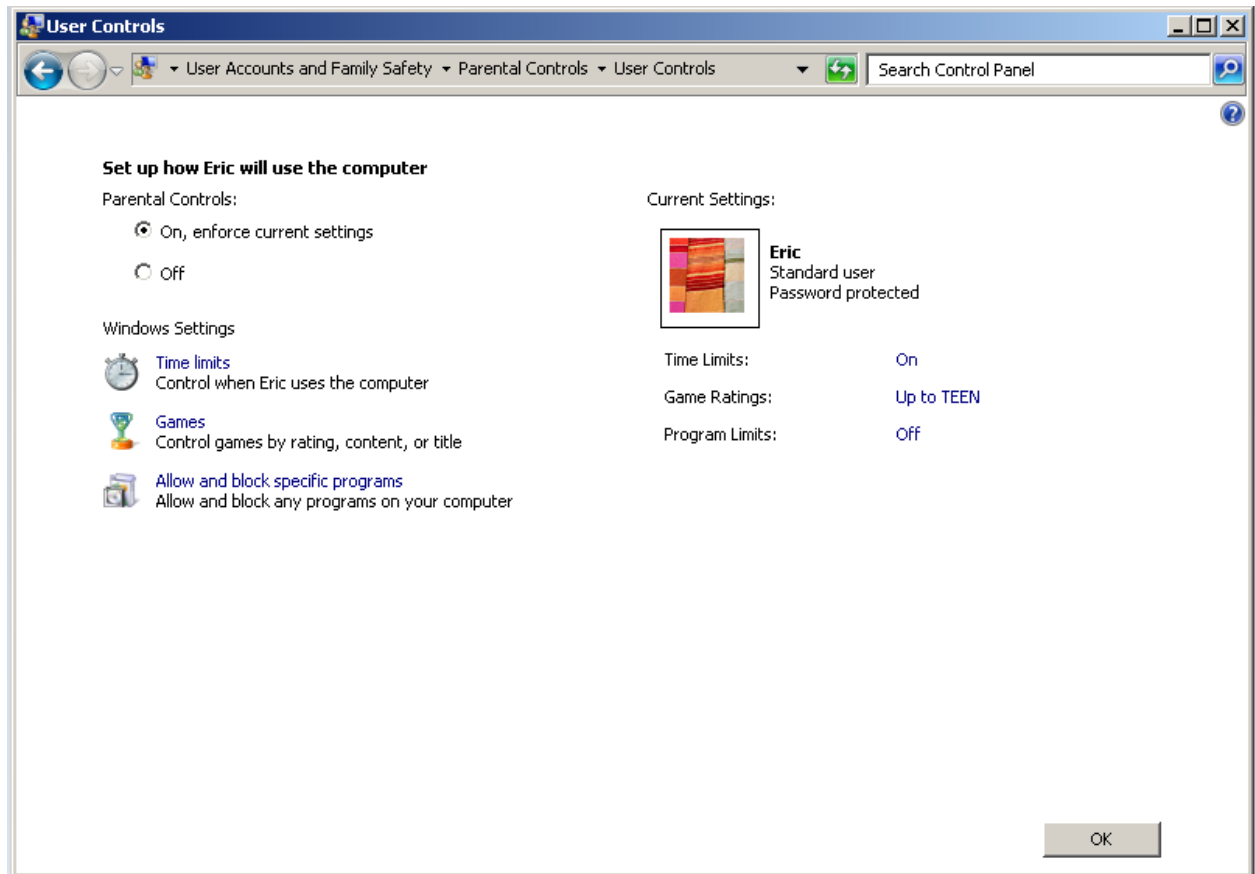 User Controls
User Accounts and Family Safety Parental Controls User Controls
Search Control Panel
Set up how Eric will use the computer
Parental Controls:
On, enforce current settings
Off
Windows Settings
Time limits
Control when Eric uses the computer
Games
Control games by rating, content, or title
Allow and block specific programs
Allow and block any programs on your computer
Current Settings:
Eric
Standard user
Password protected
Time Limits: On
Game Ratings: Up to TEEN
Program Limits: Off
OK